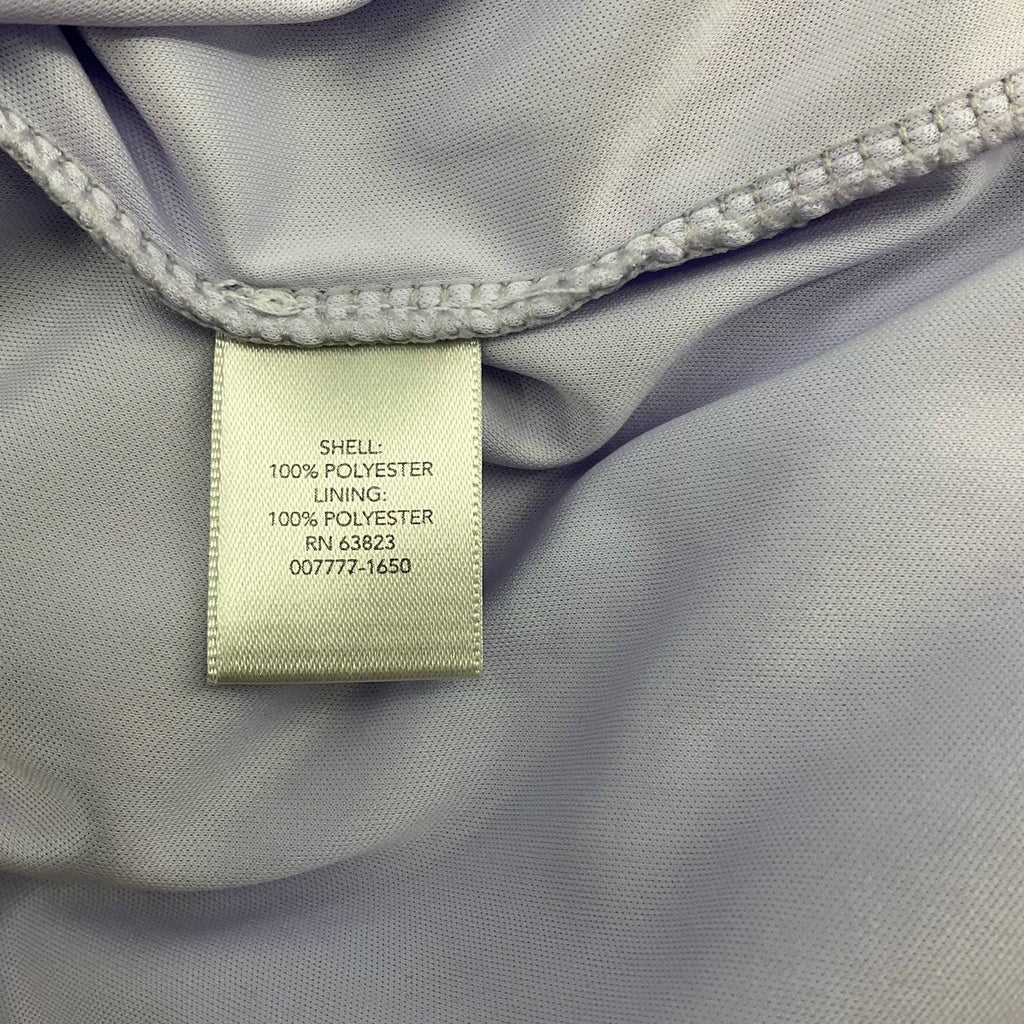 SHELL:
100% POLYESTER
LINING:
100% POLYESTER
RN 63823
007777-1650